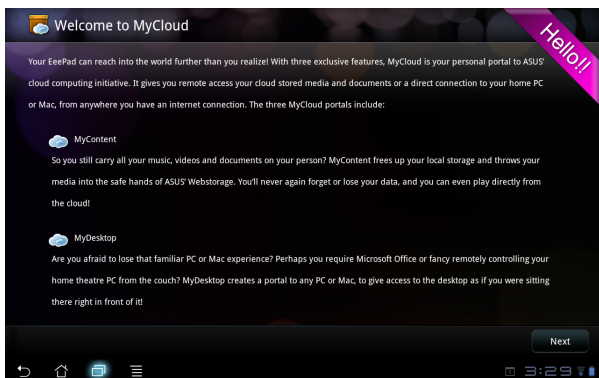 Welcome to MyCloud
Hello!!
Your EeePad can reach into the world further than you realize! With three exclusive features, MyCloud is your personal portal to ASUS'
cloud computing initiative. It gives you remote access your cloud stored media and documents or a direct connection to your home PC
or Mac, from anywhere you have an internet connection. The three MyCloud portals include:
MyContent
So you still carry all your music, videos and documents on your person? MyContent frees up your local storage and throws your
media into the safe hands of ASUS' Webstorage. You'll never again forget or lose your data, and you can even play directly from
the cloud!
MyDesktop
Are you afraid to lose that familiar PC or Mac experience? Perhaps you require Microsoft Office or fancy remotely controlling your
home theatre PC from the couch? MyDesktop creates a portal to any PC or Mac, to give access to the desktop as if you were sitting
there right in front of it!
Next
3:29